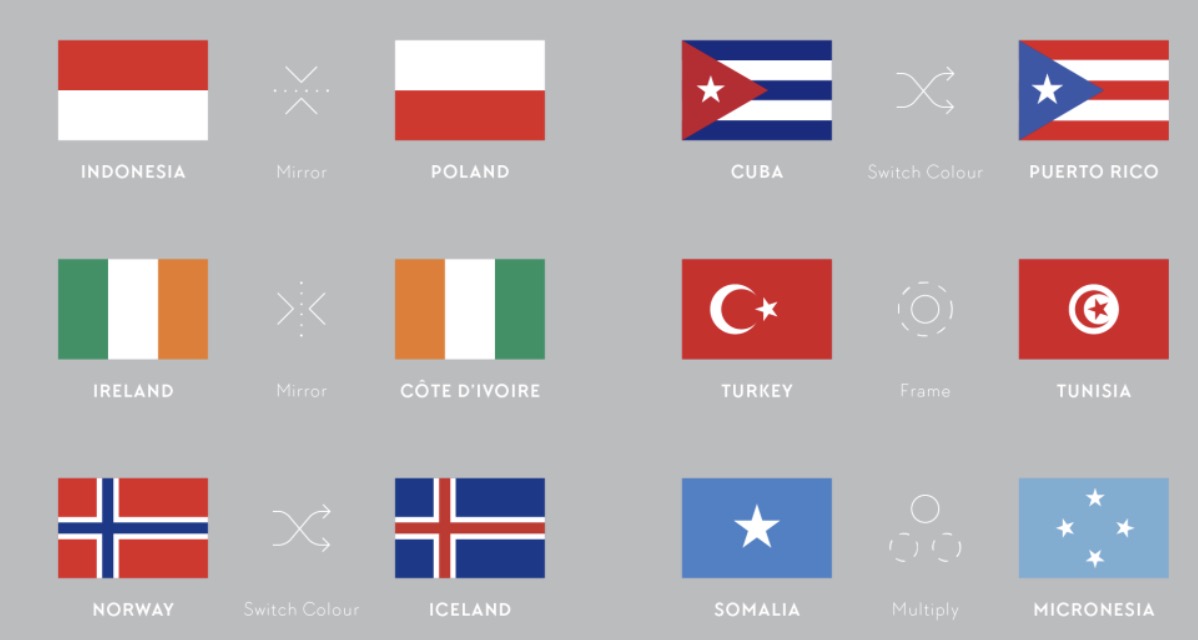 INDONESIA Mirror POLAND CUBA Switch Colour PUERTO RICO
IRELAND Mirror CÔTE D'IVOIRE TURKEY Frame TUNISIA
NORWAY Switch Colour ICELAND SOMALIA Multiply MICRONESIA